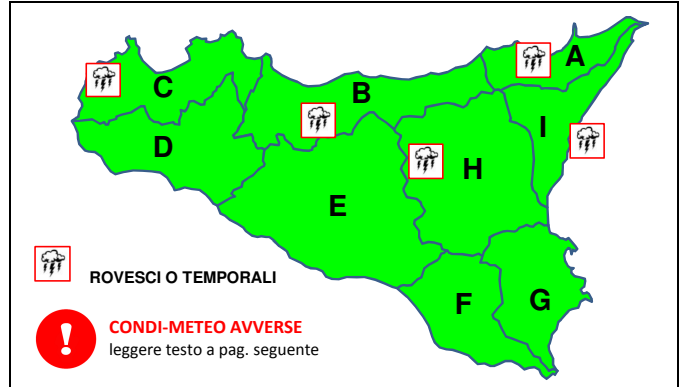 A
C
B
I
D
H
E
ROVESCI O TEMPORALI
F
G
!
CONDI-METEO AVVERSE
leggere testo a pag. seguente